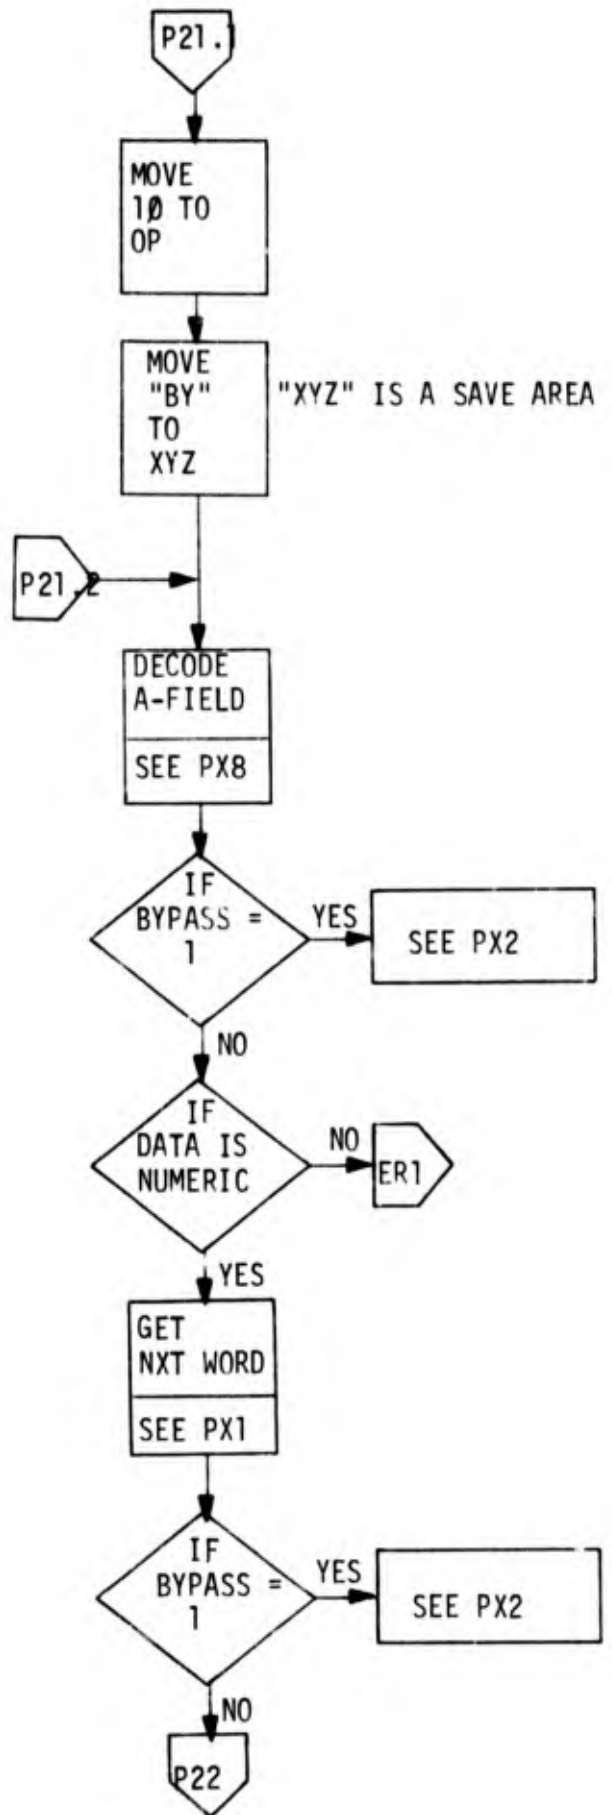 P21.1
MOVE
1Ø TO
OP
MOVE
"BY"
TO
XYZ
"XYZ" IS A SAVE AREA
P21.2
DECODE
A-FIELD
SEE PX8
IF
BYPASS =
1
YES
SEE PX2
NO
IF
DATA IS
NUMERIC
NO
ER1
YES
GET
NXT WORD
SEE PX1
IF
BYPASS =
1
YES
SEE PX2
NO
P22